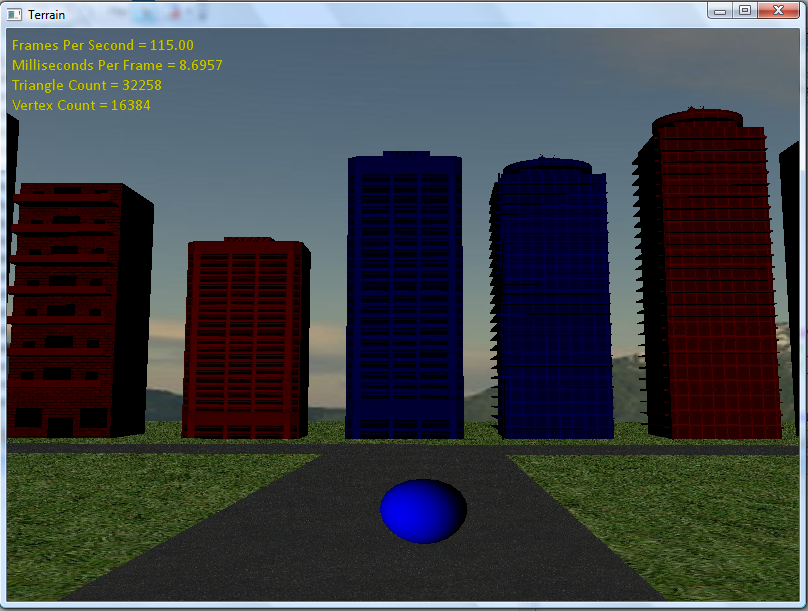 Terrain
Frames Per Second = 115.00
Milliseconds Per Frame = 8.6957
Triangle Count = 32258
Vertex Count = 16384